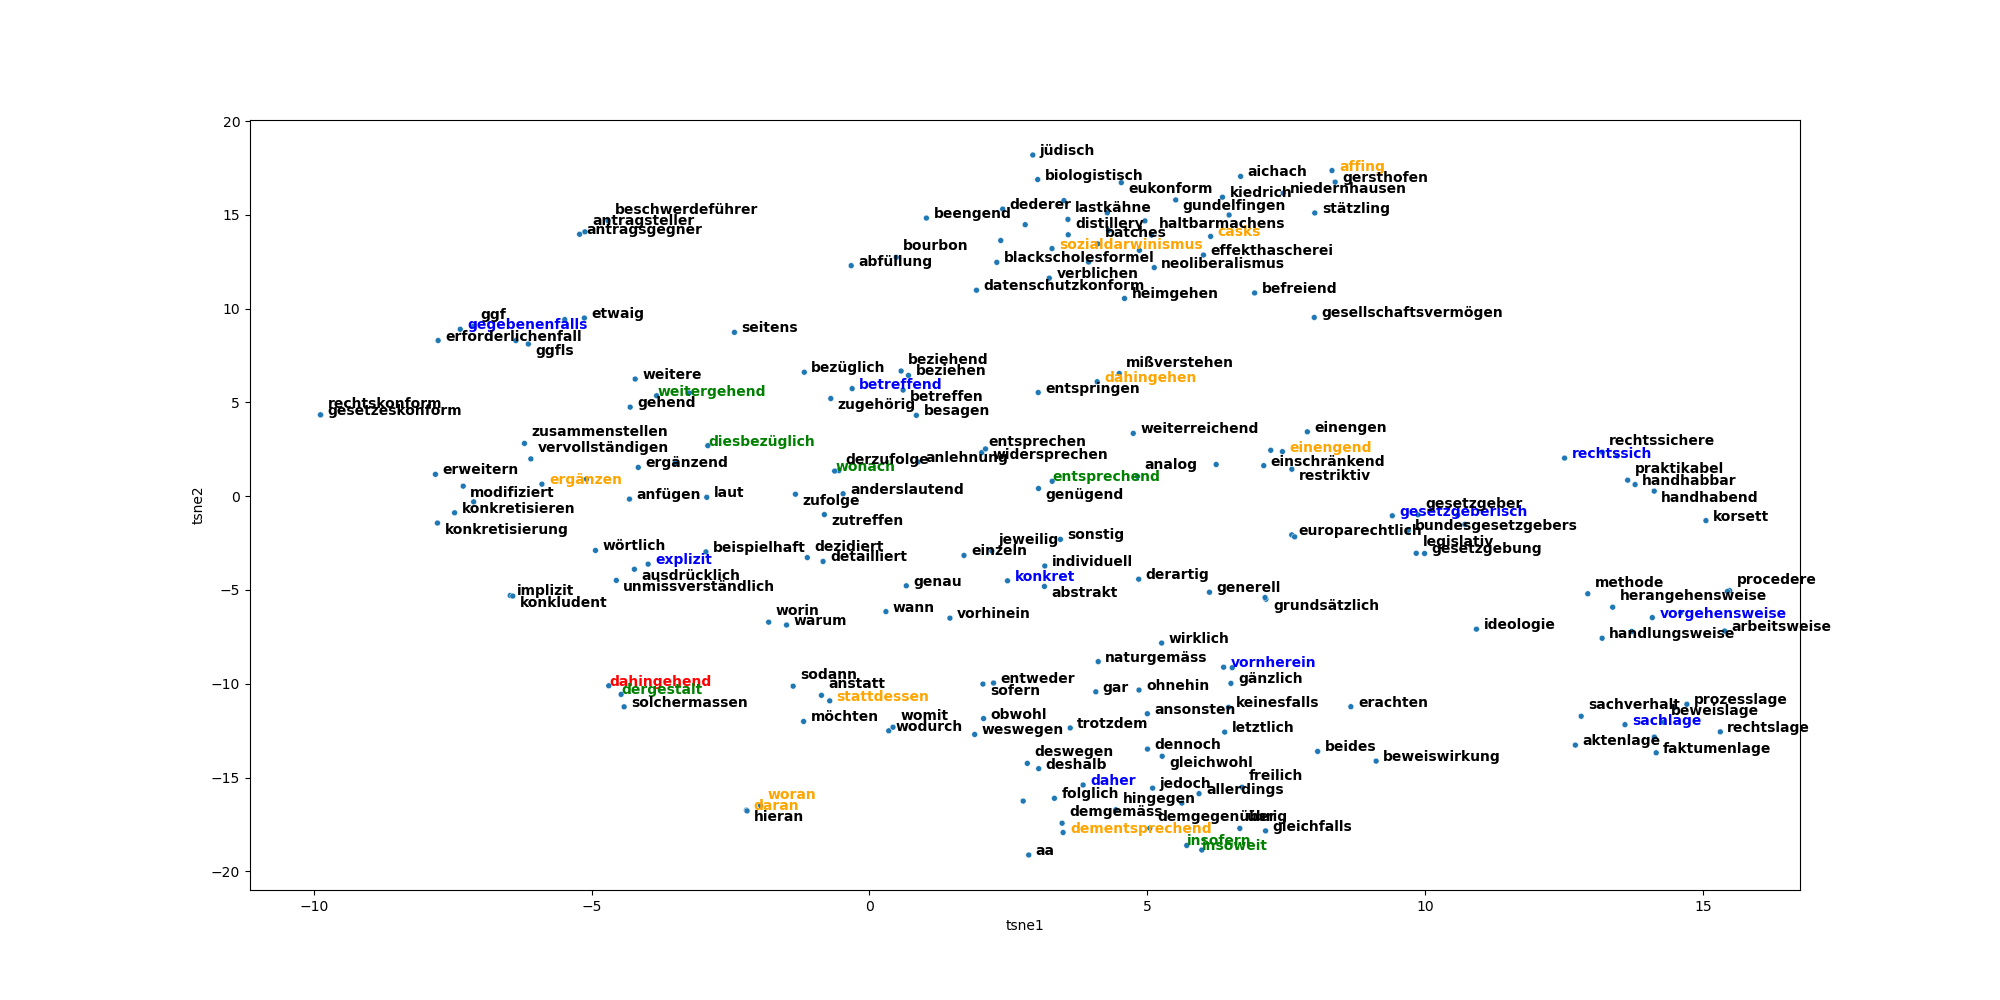 20
15
10
5
0
−5
−10
−15
−20
tsne2
jüdisch
biologistisch
eukonform
aichach
affing
gersthofen
kiedrich
niedernhausen
beschwerdeführer
antragsteller
antragsgegner
beengend
dederer
lastkähne
gundelfingen
stätzling
distillery
haltbarmachens
batches
casks
bourbon
sozialdarwinismus
effekthascherei
abfüllung
blackscholesformel
neoliberalismus
verblichen
datenschutzkonform
heimgehen
befreiend
gesellschaftsvermögen
ggf
etwaig
gegebenenfalls
seitens
erforderlichenfall
ggfls
beziehend
mißverstehen
weitere
bezüglich
beziehen
dahingehen
weitergehend
betreffend
entspringen
gehend
betreffen
zugehörig
rechtskonform
gesetzeskonform
besagen
zusammenstellen
weiterreichend
einengen
vervollständigen
diesbezüglich
entsprechen
einengend
rechtssichere
widersprechen
rechtssich
erweitern
ergänzend
derzufolge
anlehnung
analog
einschränkend
praktikabel
wonach
ergänzen
entsprechend
restriktiv
handhabbar
modifiziert
anfügen
laut
anderslautend
genügend
handhabend
konkretisieren
zufolge
gesetzgeber
gesetzgeberisch
korsett
konkretisierung
zutreffen
europarechtlich
bundesgesetzgebers
wörtlich
beispielhaft
dezidiert
jeweilig
sonstig
legislativ
explizit
detailliert
einzeln
gesetzgebung
ausdrücklich
individuell
unmissverständlich
genau
konkret
derartig
methode
procedere
implizit
abstrakt
generell
herangehensweise
konkludent
grundsätzlich
worin
wann
vorhinein
vorgehensweise
warum
ideologie
arbeitsweise
wirklich
handlungsweise
naturgemäss
vornherein
dahingehend
sodann
entweder
gänzlich
dergestalt
anstatt
sofern
gar
ohnehin
solchermassen
stattdessen
keinesfalls
erachten
sachverhalt
prozesslage
möchten
womit
obwohl
ansonsten
beweislage
wodurch
weswegen
trotzdem
letztlich
sachlage
rechtslage
deswegen
dennoch
beides
aktenlage
faktumenlage
deshalb
gleichwohl
beweiswirkung
daher
jedoch
freilich
woran
folglich
hingegen
allerdings
daran
hieran
demgemäss
demgegenüber
dementsprechend
gleichfalls
insofern
insoweit
aa
−10
−5
0
5
10
15
tsne1